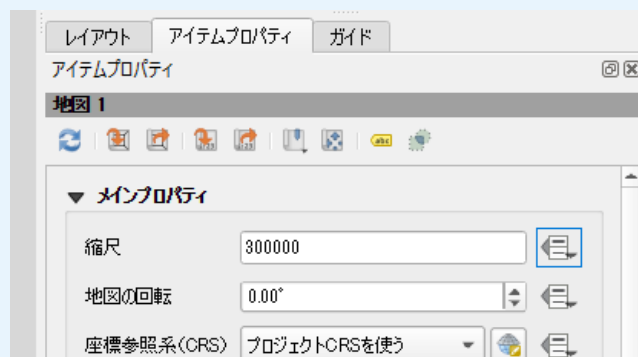 レイアウト アイテムプロパティ ガイド
アイテムプロパティ
地図 1
メインプロパティ
縮尺 300000
地図の回転 0.00°
座標参照系(CRS) プロジェクトCRSを使う